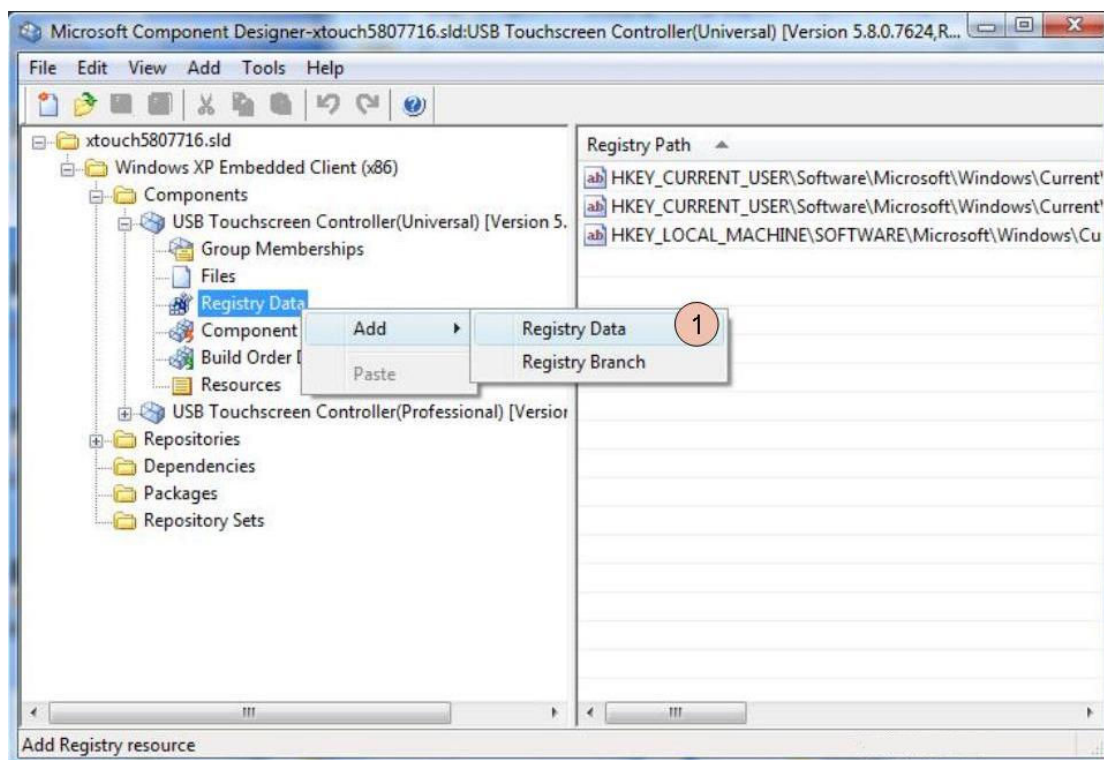 Microsoft Component Designer-xtouch5807716.sld:USB Touchscreen Controller(Universal) [Version 5.8.0.7624,R...
File Edit View Add Tools Help
xtouch5807716.sld
Windows XP Embedded Client (x86)
Components
USB Touchscreen Controller(Universal) [Version 5.
Group Memberships
Files
Registry Data
Component
Build Order
Resources
USB Touchscreen Controller(Professional) [Version
Repositories
Dependencies
Packages
Repository Sets
Add
Paste
Registry Data
1
Registry Branch
Registry Path
HKEY_CURRENT_USER\Software\Microsoft\Windows\Current
HKEY_CURRENT_USER\Software\Microsoft\Windows\Current
HKEY_LOCAL_MACHINE\SOFTWARE\Microsoft\Windows\Cu
Add Registry resource